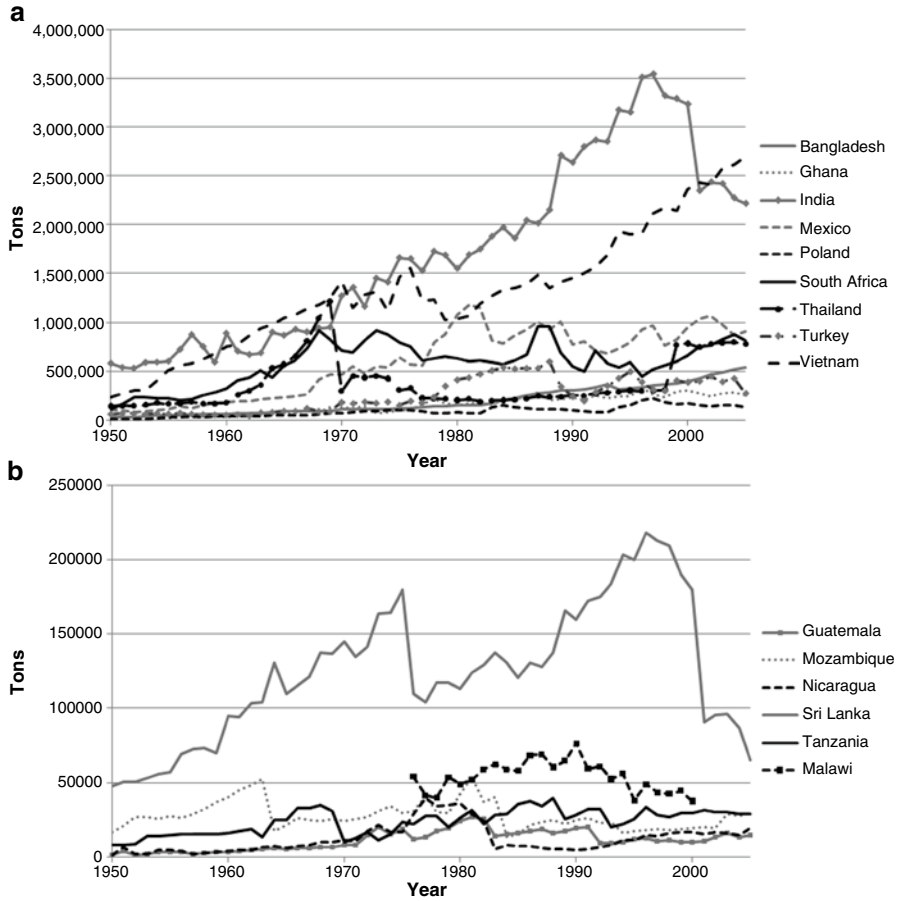 a
4,000,000
3,500,000
3,000,000
2,500,000
2,000,000
1,500,000
1,000,000
500,000
0
Tons
1950 1960 1970 1980 1990 2000
Year
Bangladesh
Ghana
India
Mexico
Poland
South Africa
Thailand
Turkey
Vietnam
b
250000
200000
150000
100000
50000
0
Tons
1950 1960 1970 1980 1990 2000
Year
Guatemala
Mozambique
Nicaragua
Sri Lanka
Tanzania
Malawi